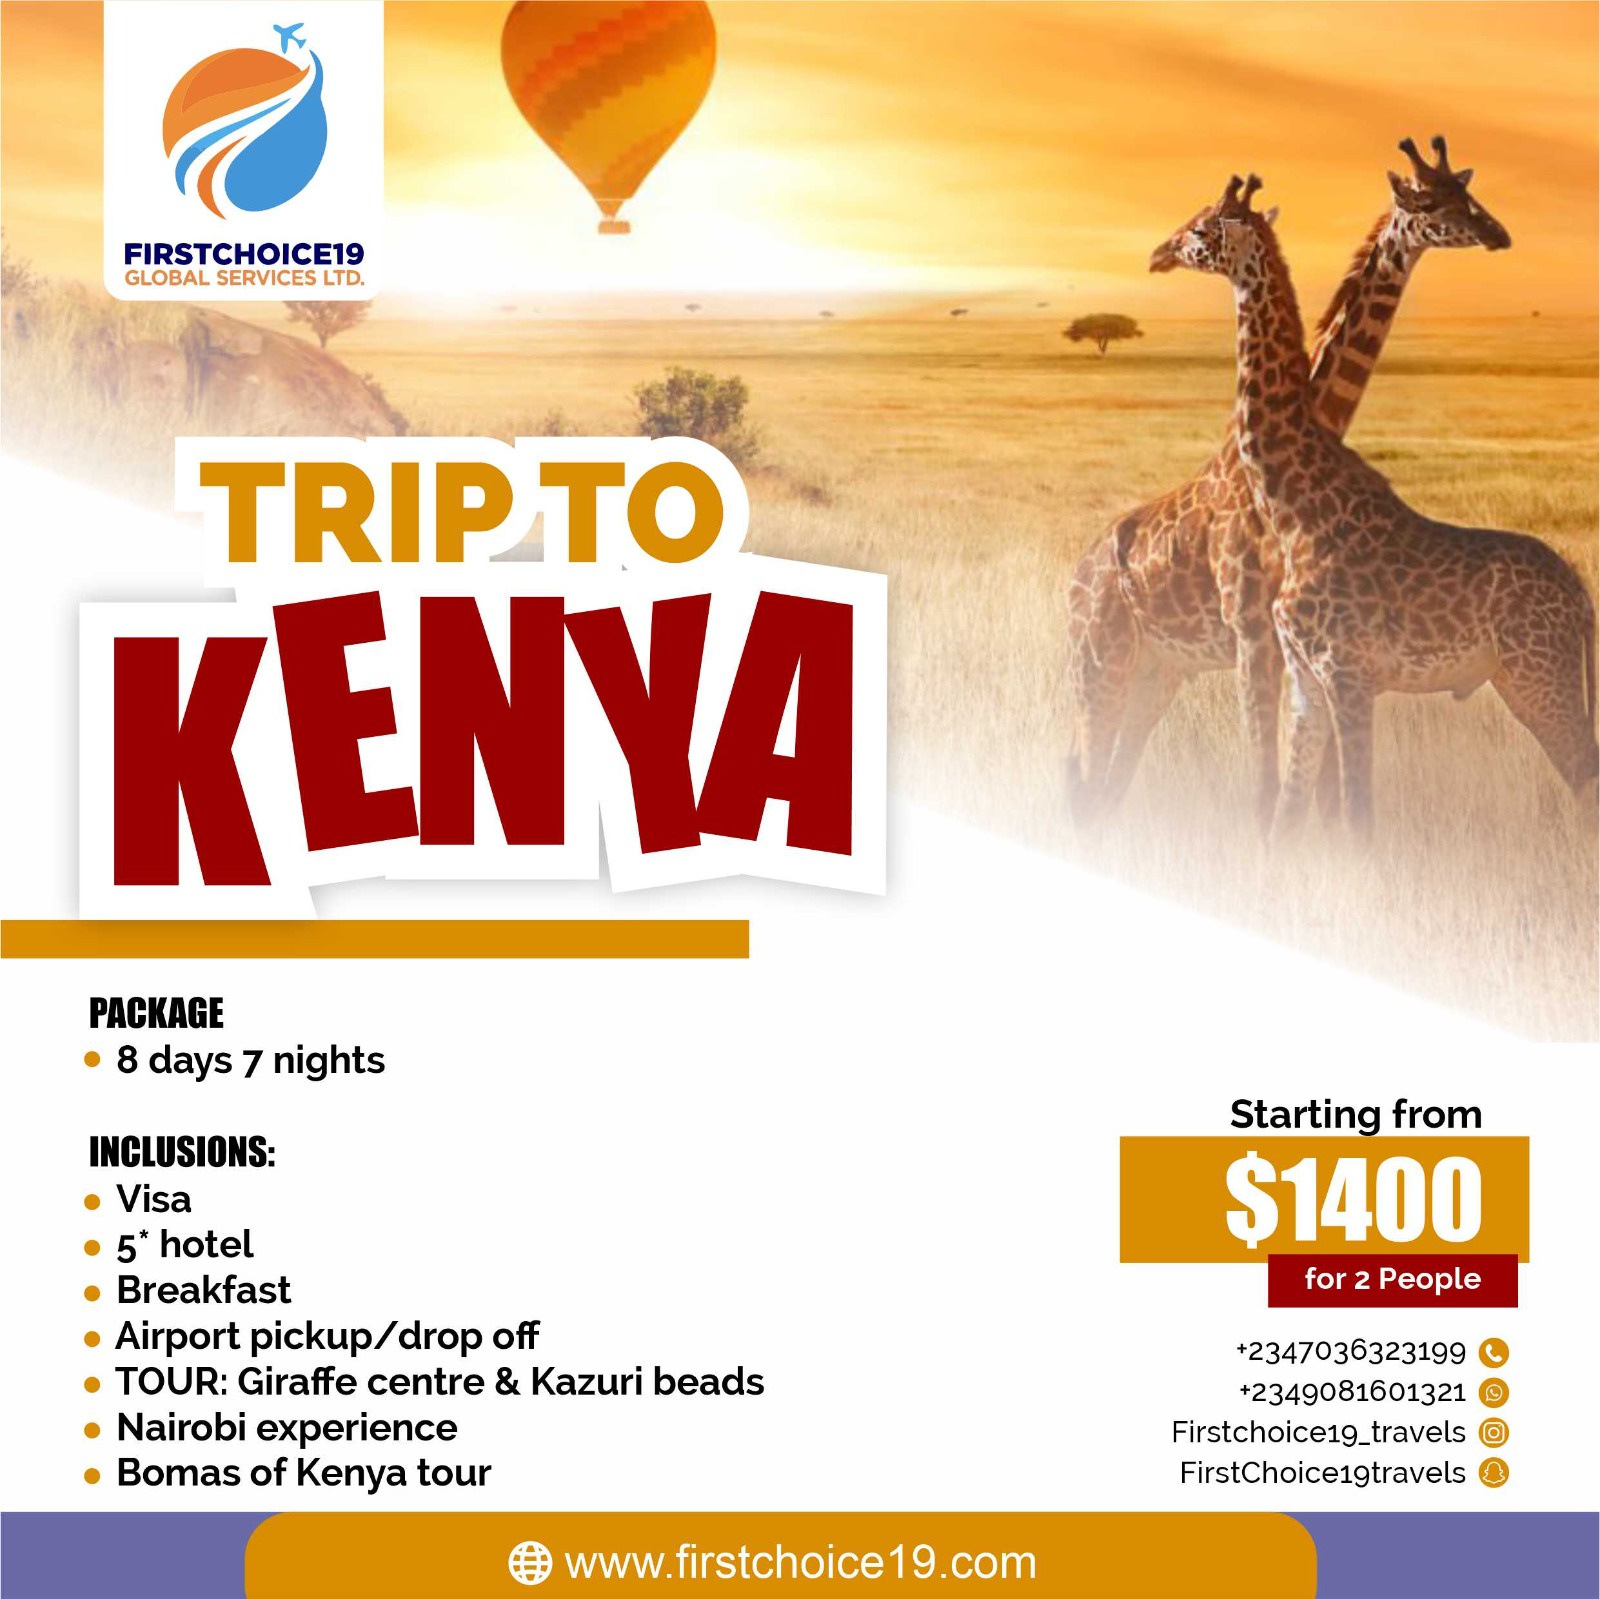 FIRSTCHOICE19
GLOBAL SERVICES LTD.
TRIP TO
KENYA
PACKAGE
• 8 days 7 nights
INCLUSIONS:
• Visa
• 5* hotel
• Breakfast
• Airport pickup/drop off
• TOUR: Giraffe centre & Kazuri beads
• Nairobi experience
• Bomas of Kenya tour
Starting from
$1400
for 2 People
+2347036323199
+2349081601321
Firstchoice19_travels
FirstChoice19travels
www.firstchoice19.com